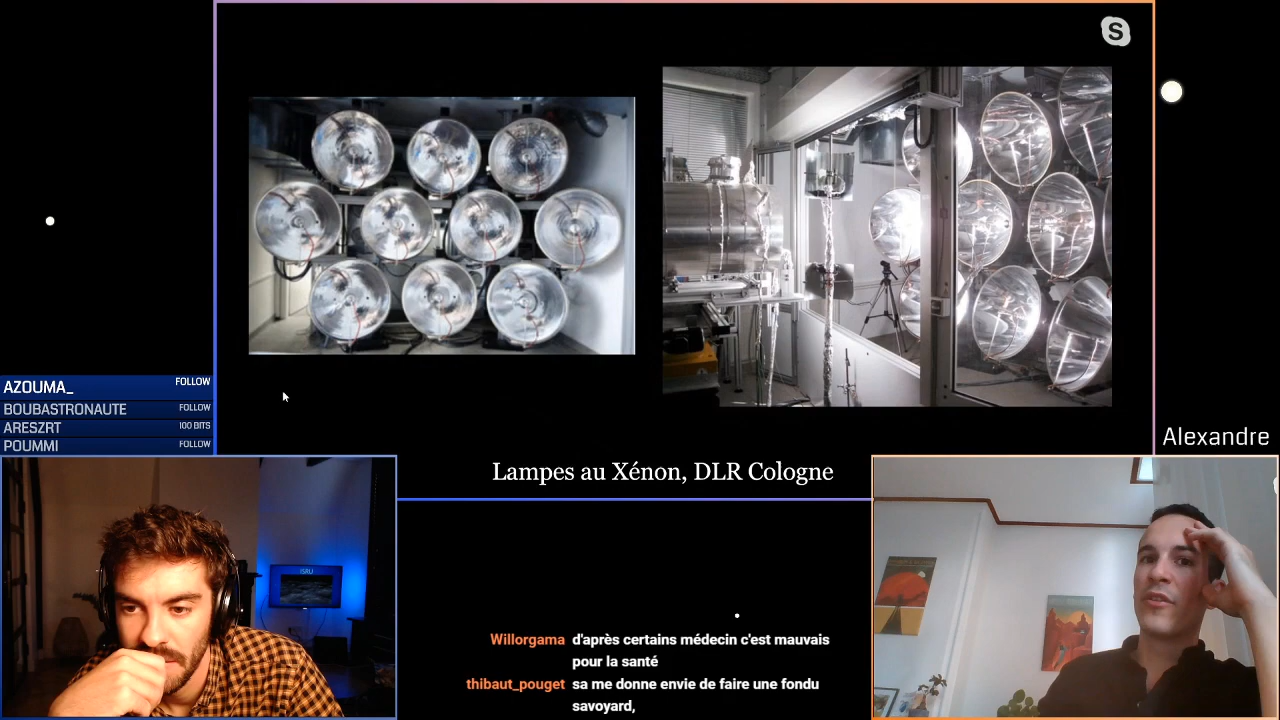 S
AZOUMA_ FOLLOW
BOUBASTRONAUTE FOLLOW
ARESZRT 100 BITS
POUMMI FOLLOW
Alexandre
Lampes au Xénon, DLR Cologne
ISRU
Willorgama d'après certains médecin c'est mauvais
pour la santé
thibaut_pouget sa me donne envie de faire une fondu
savoyard,